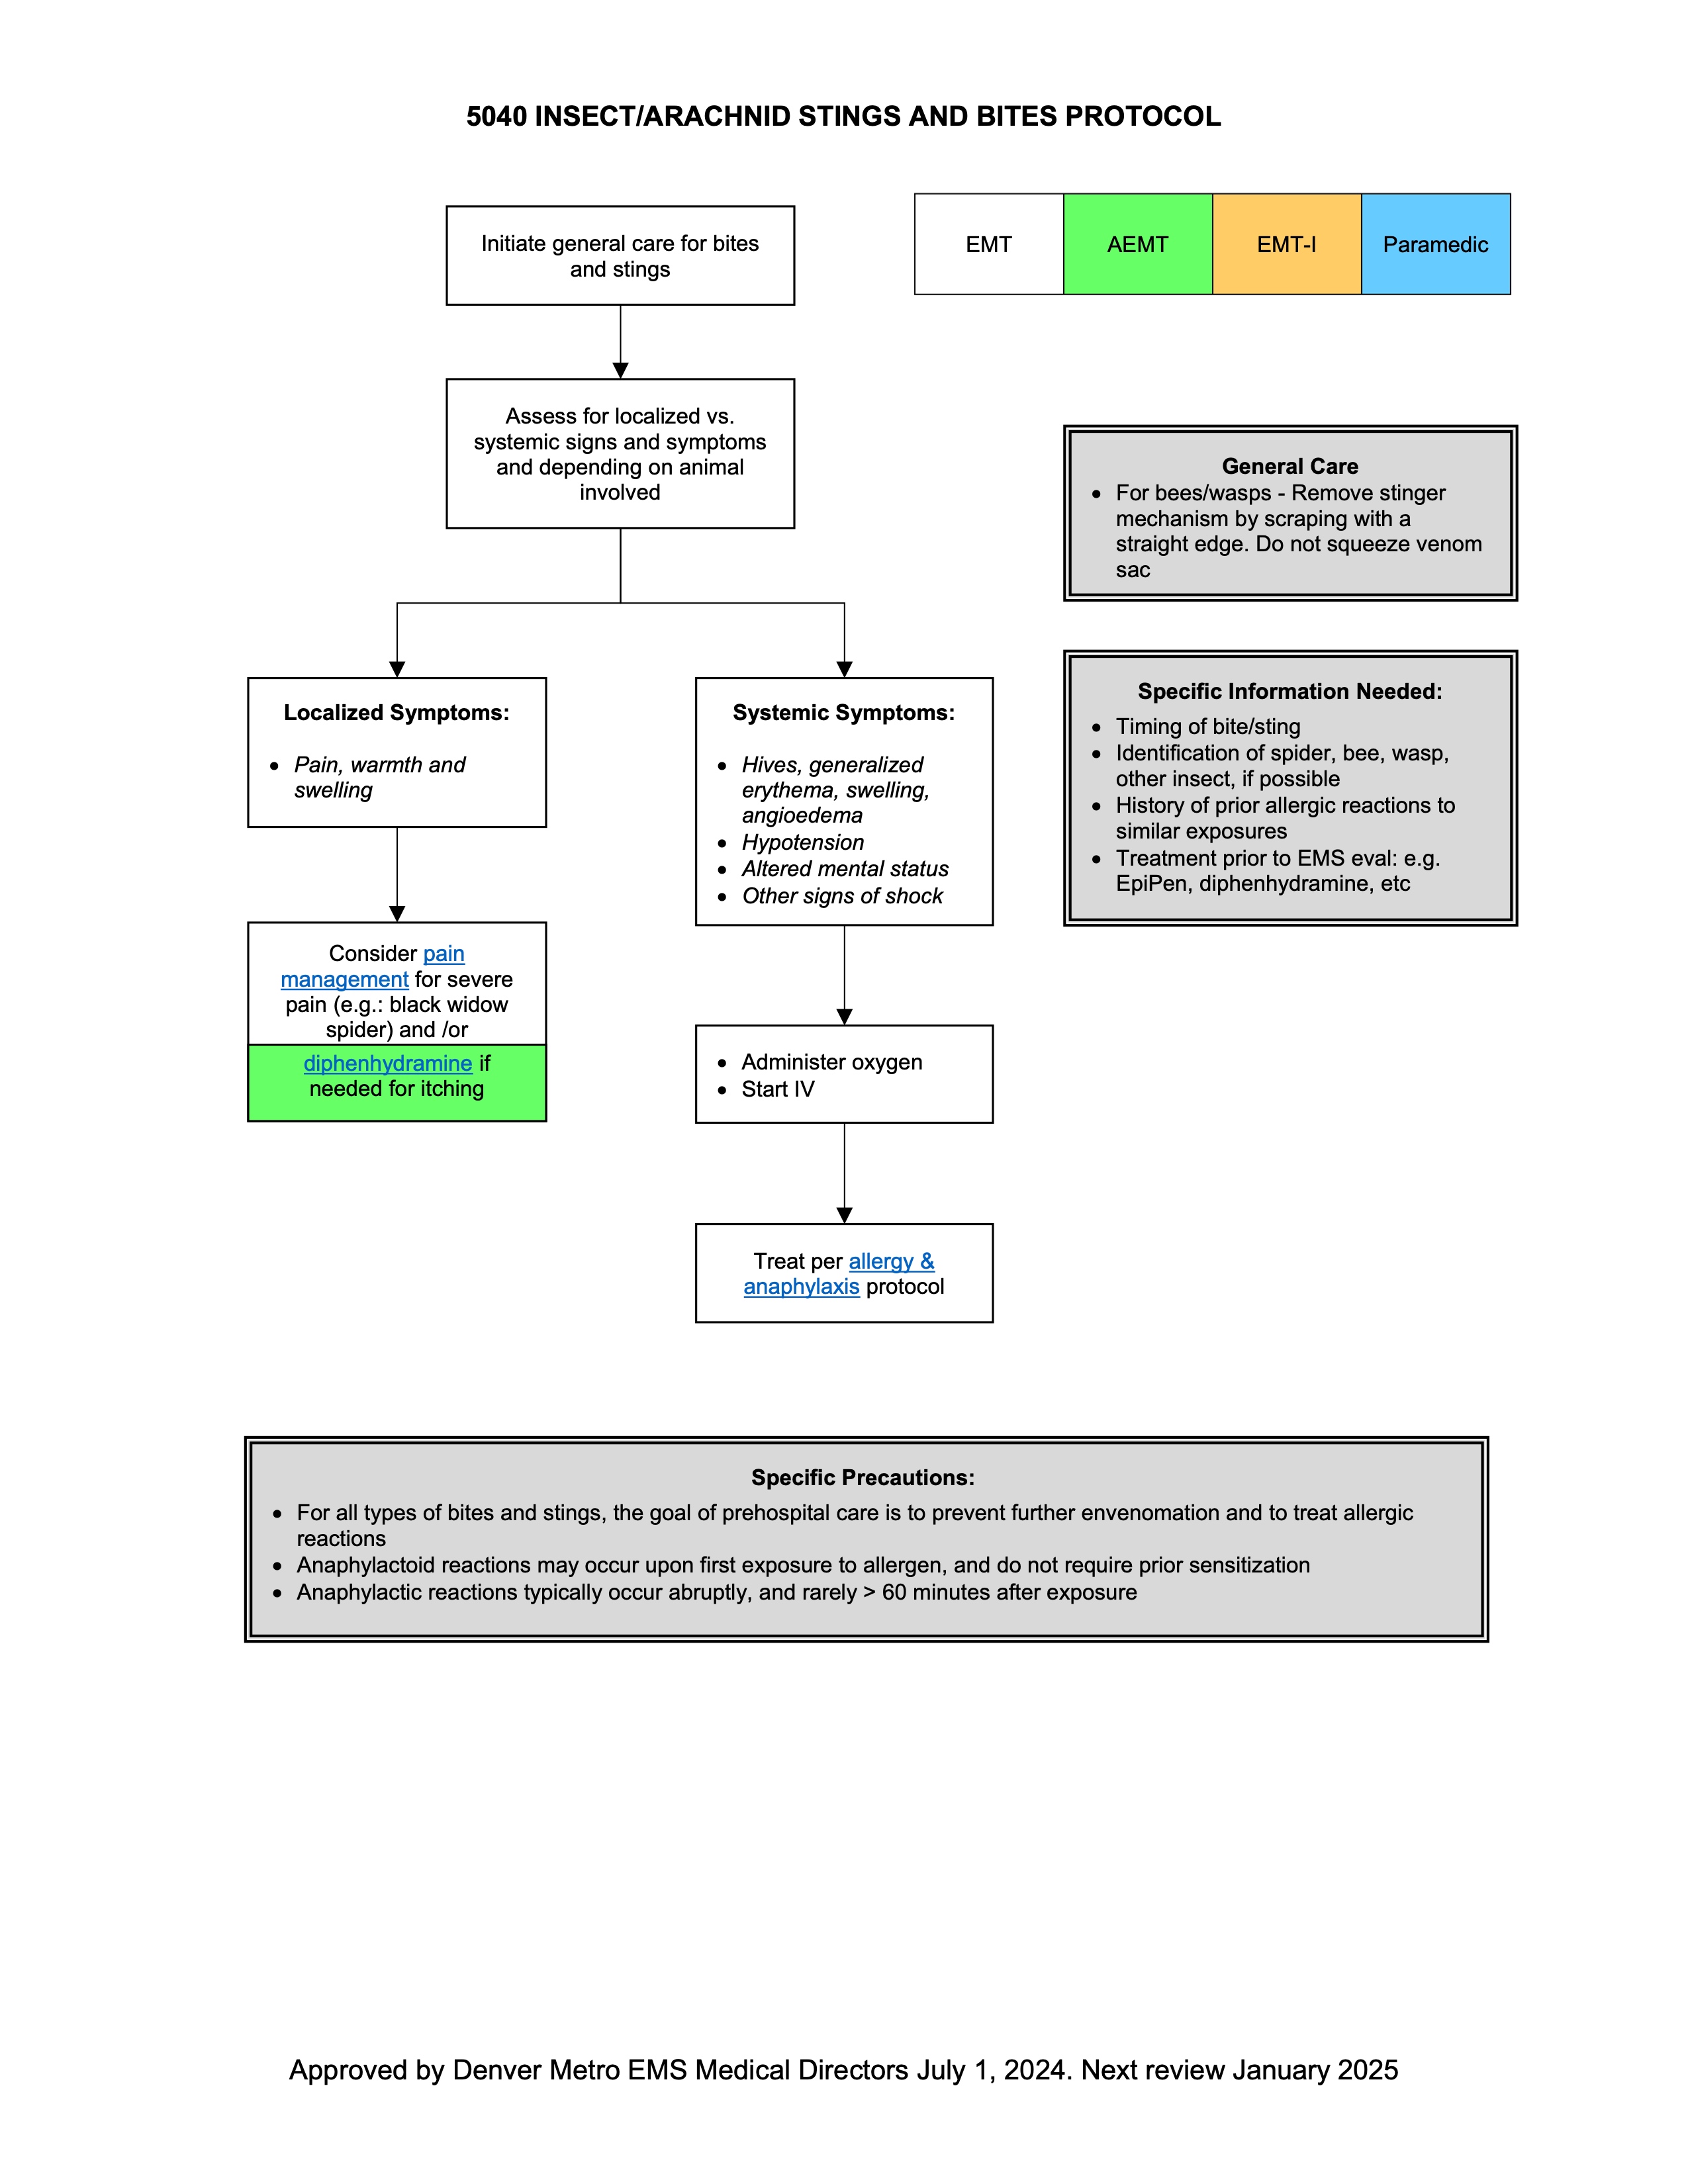 5040 INSECT/ARACHNID STINGS AND BITES PROTOCOL
Initiate general care for bites
and stings
EMT
AEMT
EMT-I
Paramedic
Assess for localized vs.
systemic signs and symptoms
and depending on animal
involved
General Care
• For bees/wasps - Remove stinger
mechanism by scraping with a
straight edge. Do not squeeze venom
sac
Localized Symptoms:
• Pain, warmth and
swelling
Systemic Symptoms:
• Hives, generalized
erythema, swelling,
angioedema
• Hypotension
• Altered mental status
• Other signs of shock
Specific Information Needed:
• Timing of bite/sting
• Identification of spider, bee, wasp,
other insect, if possible
• History of prior allergic reactions to
similar exposures
• Treatment prior to EMS eval: e.g.
EpiPen, diphenhydramine, etc
Consider pain
management for severe
pain (e.g.: black widow
spider) and /or
diphenhydramine if
needed for itching
• Administer oxygen
• Start IV
Treat per allergy &
anaphylaxis protocol
Specific Precautions:
• For all types of bites and stings, the goal of prehospital care is to prevent further envenomation and to treat allergic
reactions
• Anaphylactoid reactions may occur upon first exposure to allergen, and do not require prior sensitization
• Anaphylactic reactions typically occur abruptly, and rarely > 60 minutes after exposure
Approved by Denver Metro EMS Medical Directors July 1, 2024. Next review January 2025